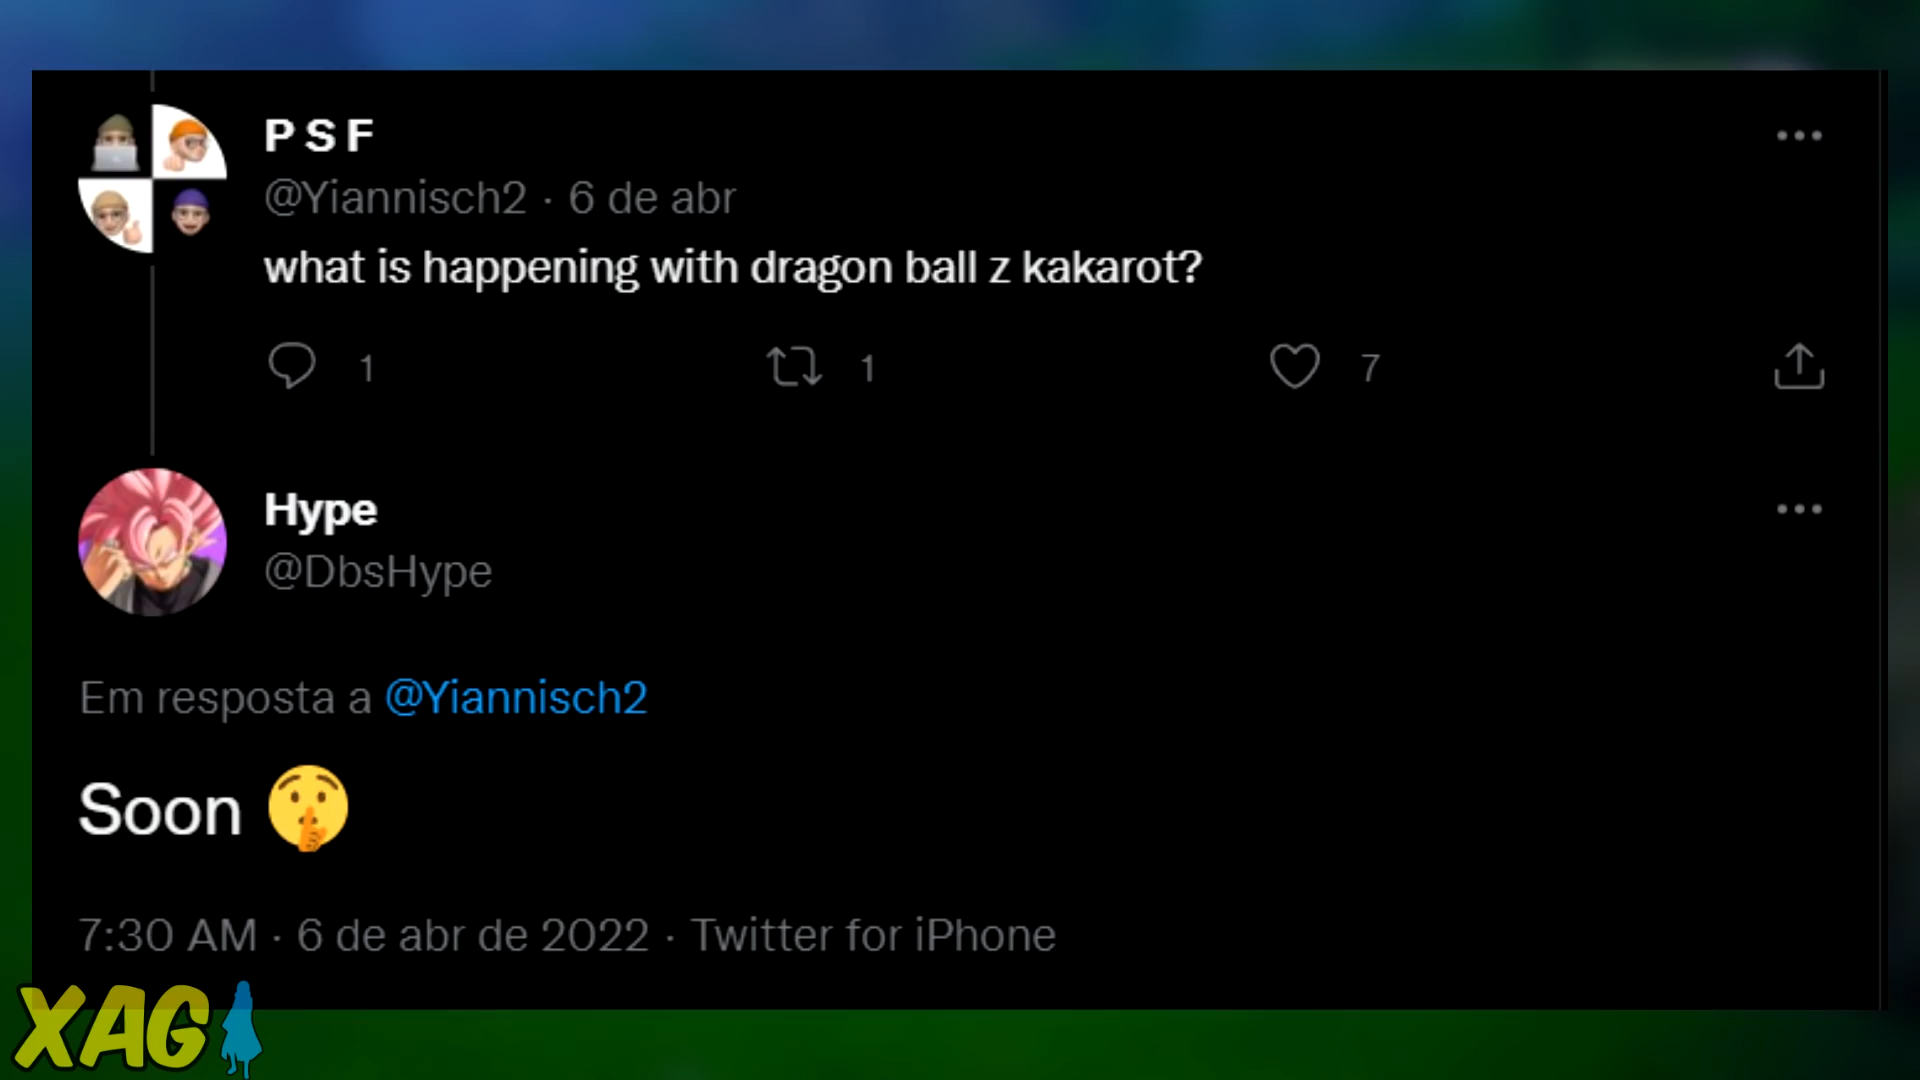 P S F
@Yiannisch2 · 6 de abr
what is happening with dragon ball z kakarot?
1 1 7
Hype
@DbsHype
Em resposta a @Yiannisch2
Soon 🤫
7:30 AM · 6 de abr de 2022 · Twitter for iPhone
XAG